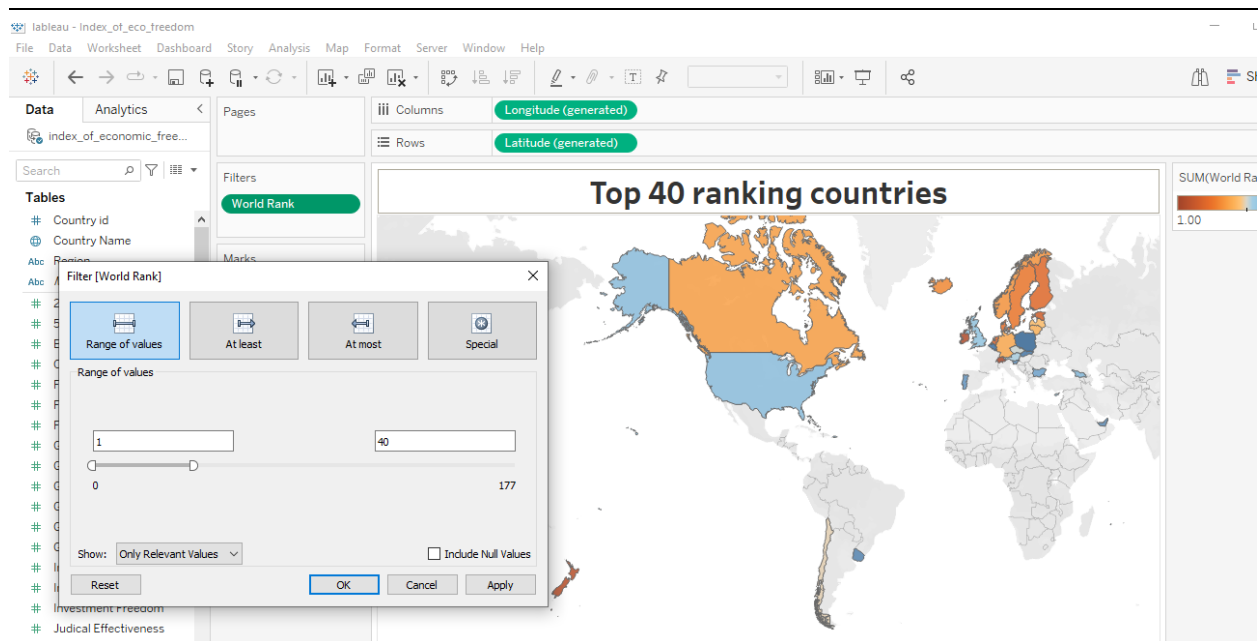 tableau - Index_of_eco_freedom
File Data Worksheet Dashboard Story Analysis Map Format Server Window Help
Data Analytics
index_of_economic_free...
Search
Tables
# Country id
Country Name
Abc Region
Abc
Investment Freedom
# Judical Effectiveness
Pages
Filters
World Rank
Marks
iii Columns Longitude (generated)
Rows Latitude (generated)
Top 40 ranking countries
SUM(World Ra
1.00
Filter [World Rank]
Range of values At least At most Special
Range of values
1 40
0 177
Show: Only Relevant Values Include Null Values
Reset OK Cancel Apply